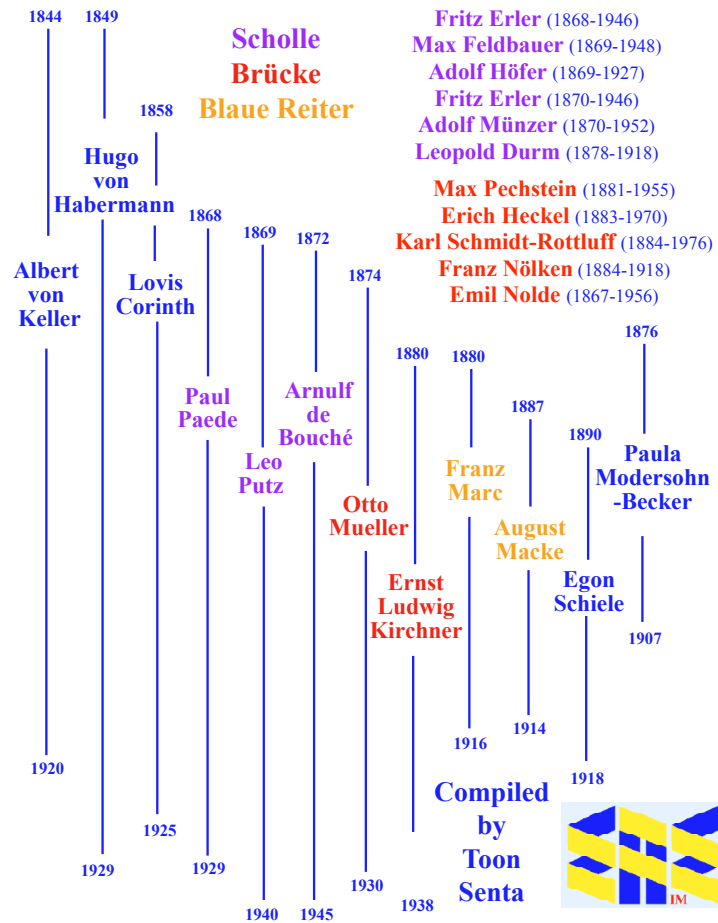 1844
1849
Scholle
Brücke
Blaue Reiter
Fritz Erler (1868-1946)
Max Feldbauer (1869-1948)
Adolf Höfer (1869-1927)
Fritz Erler (1870-1946)
Adolf Münzer (1870-1952)
Leopold Durm (1878-1918)
Max Pechstein (1881-1955)
Erich Heckel (1883-1970)
Karl Schmidt-Rottluff (1884-1976)
Franz Nölken (1884-1918)
Emil Nolde (1867-1956)
1858
Hugo
von
Habermann
1868
1869
1872
1874
Albert
von
Keller
Lovis
Corinth
1876
1880
1880
Paul
Paede
Arnulf
de
Bouché
1887
1890
Leo
Putz
Franz
Marc
Paula
Modersohn
-Becker
Otto
Mueller
August
Macke
Ernst
Ludwig
Kirchner
Egon
Schiele
1907
1914
1916
1920
1918
1925
1929
1929
1930
1940
1945
1938
Compiled
by
Toon
Senta
IM